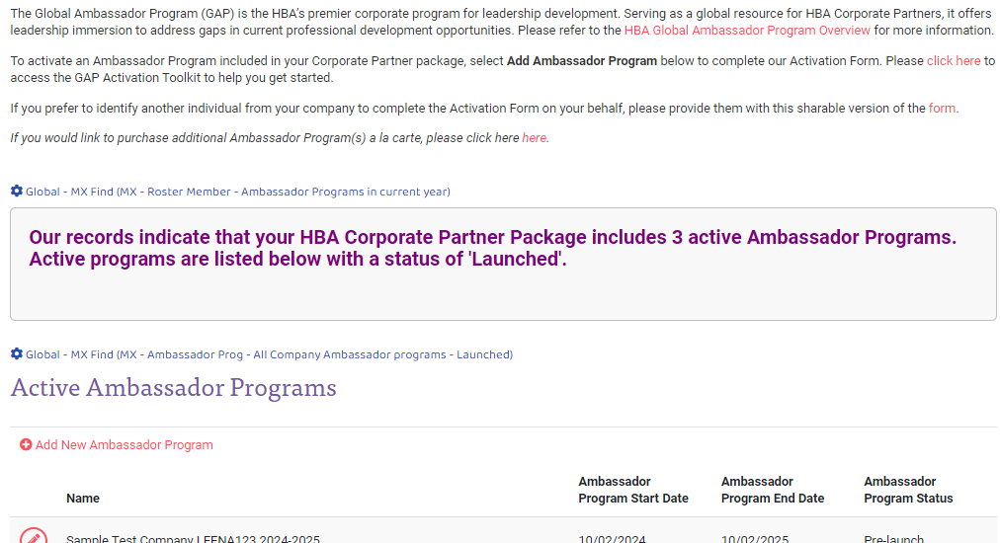 The Global Ambassador Program (GAP) is the HBA's premier corporate program for leadership development. Serving as a global resource for HBA Corporate Partners, it offers
leadership immersion to address gaps in current professional development opportunities. Please refer to the HBA Global Ambassador Program Overview for more information.
To activate an Ambassador Program included in your Corporate Partner package, select Add Ambassador Program below to complete our Activation Form. Please click here to
access the GAP Activation Toolkit to help you get started.
If you prefer to identify another individual from your company to complete the Activation Form on your behalf, please provide them with this sharable version of the form.
If you would link to purchase additional Ambassador Program(s) a la carte, please click here here.
Global - MX Find (MX - Roster Member - Ambassador Programs in current year)
Our records indicate that your HBA Corporate Partner Package includes 3 active Ambassador Programs.
Active programs are listed below with a status of 'Launched'.
Global - MX Find (MX - Ambassador Prog - All Company Ambassador programs - Launched)
Active Ambassador Programs
Add New Ambassador Program
Name
Ambassador Program Start Date
Ambassador Program End Date
Ambassador Program Status
Sample Test Company LEENA123 2024-2025 10/02/2024 10/02/2025 Pre-launch